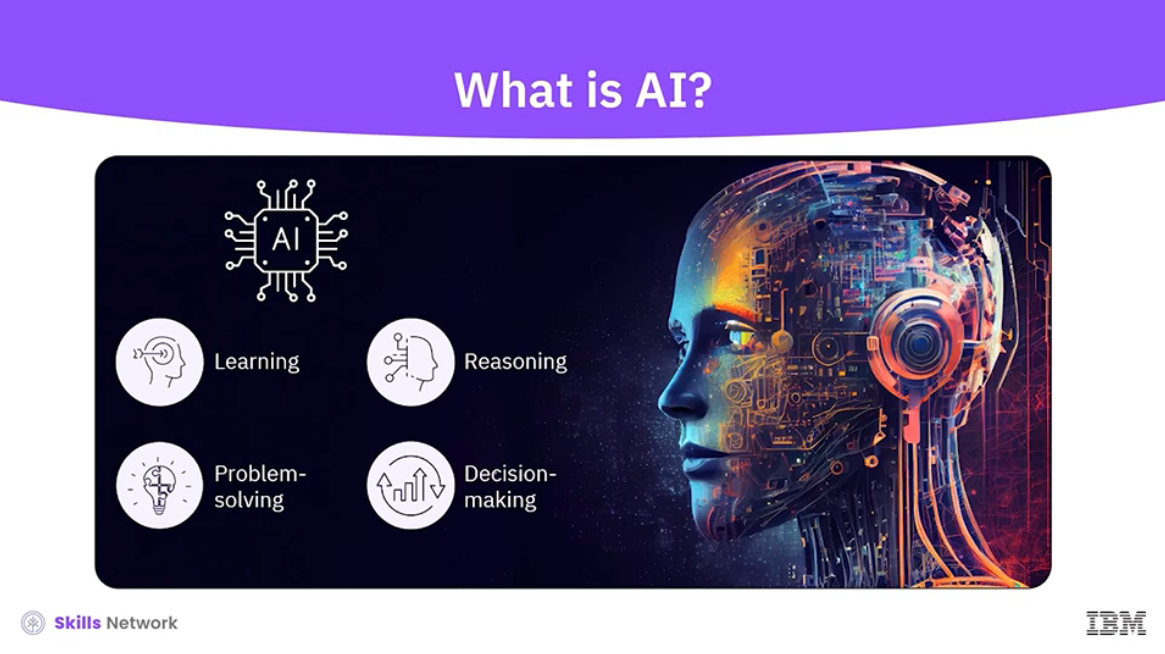 What is AI?
AI
Learning
Reasoning
Problem-
solving
Decision-
making
Skills Network
IBM